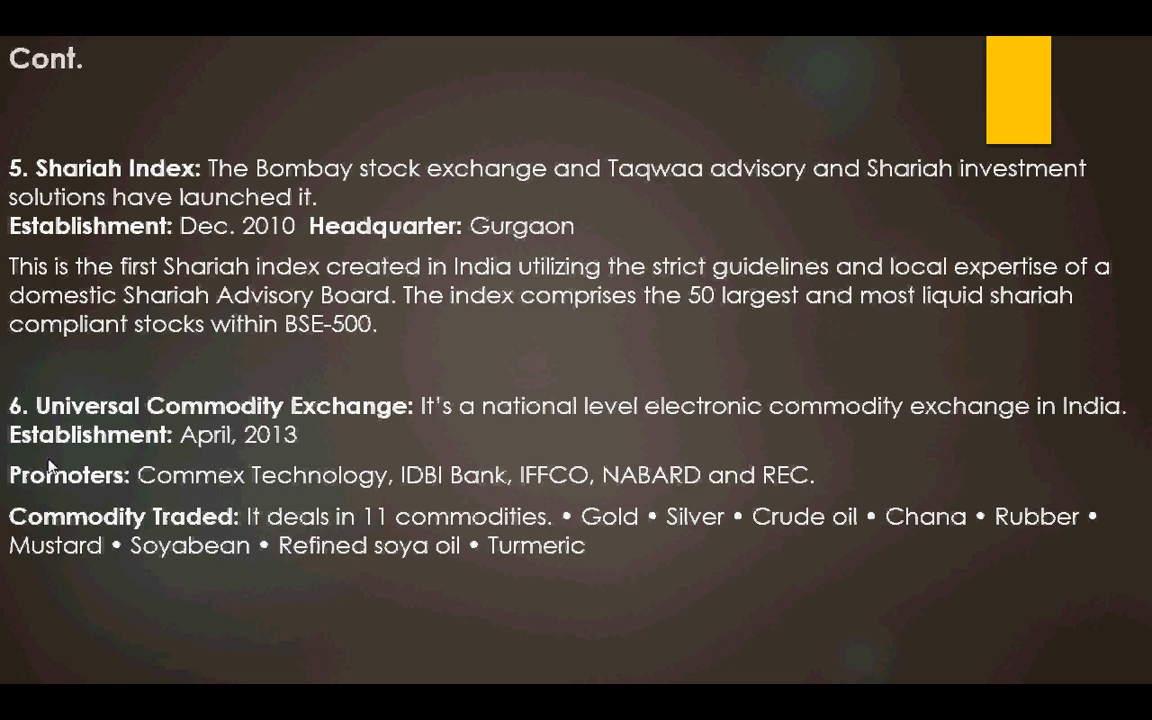 Cont.
5. Shariah Index: The Bombay stock exchange and Taqwaa advisory and Shariah investment
solutions have launched it.
Establishment: Dec. 2010 Headquarter: Gurgaon
This is the first Shariah index created in India utilizing the strict guidelines and local expertise of a
domestic Shariah Advisory Board. The index comprises the 50 largest and most liquid shariah
compliant stocks within BSE-500.
6. Universal Commodity Exchange: It's a national level electronic commodity exchange in India.
Establishment: April, 2013
Promoters: Commex Technology, IDBI Bank, IFFCO, NABARD and REC.
Commodity Traded: It deals in 11 commodities. • Gold • Silver • Crude oil • Chana • Rubber •
Mustard • Soyabean • Refined soya oil • Turmeric